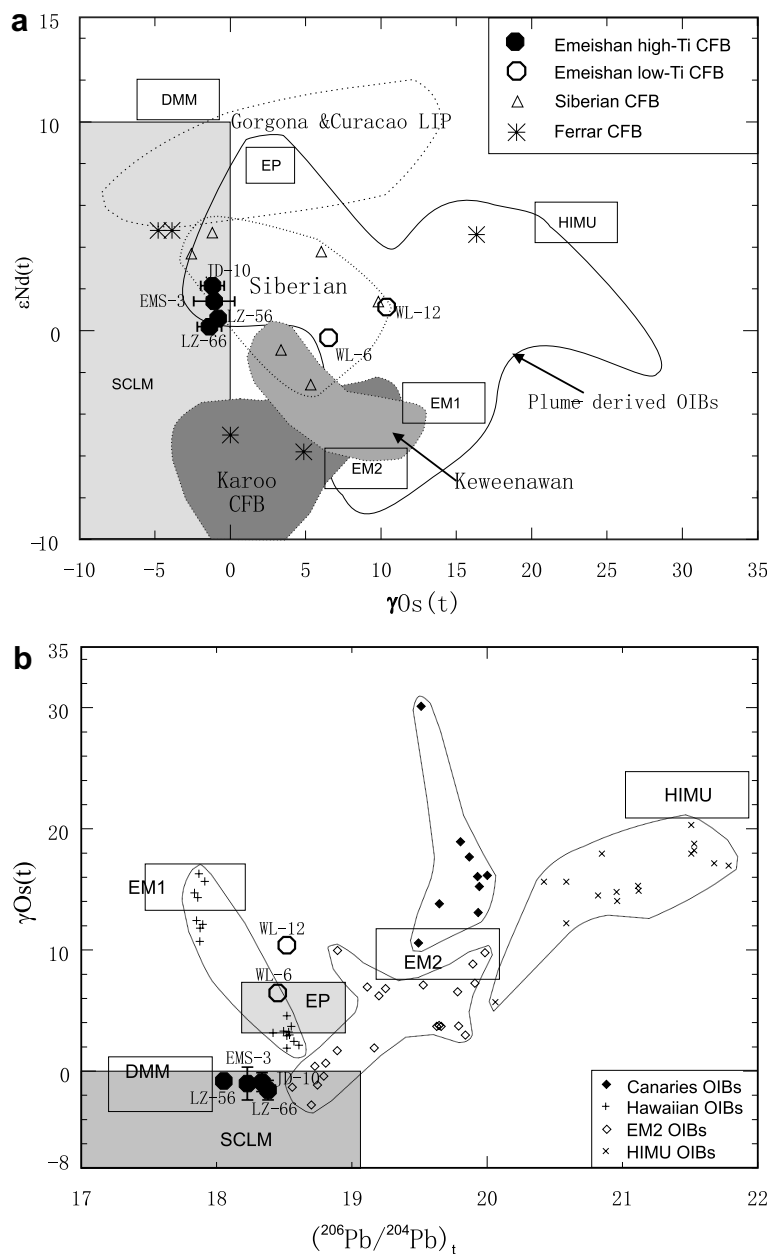 a
15
10
0
-10
εNd(t)
DMM
Gorgona &Curacao LIP
EP
HIMU
Emeishan high-Ti CFB
Emeishan low-Ti CFB
Siberian CFB
Ferrar CFB
JD-10
Siberian
EMS-3
LZ-56
WL-12
LZ-66
WL-6
SCLM
EM1
Plume derived OIBs
EM2
Keweenawan
Karoo
CFB
-10 -5 0 5 10 15 20 25 30 35
γOs(t)
b
35
30
20
10
0
-8
γOs(t)
HIMU
EM1
WL-12
EM2
WL-6
EP
EMS-3
DMM
JD-10
LZ-56
LZ-66
SCLM
Canaries OIBs
Hawaiian OIBs
EM2 OIBs
HIMU OIBs
17 18 19 20 21 22
(²⁰⁶Pb/²⁰⁴Pb)t